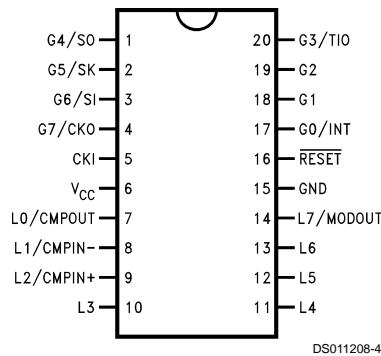 G4/SO 1 20 G3/TIO
G5/SK 2 19 G2
G6/SI 3 18 G1
G7/CKO 4 17 G0/INT
CKI 5 16 RESET
VCC 6 15 GND
L0/CMPOUT 7 14 L7/MODOUT
L1/CMPIN- 8 13 L6
L2/CMPIN+ 9 12 L5
L3 10 11 L4
DS011208-4